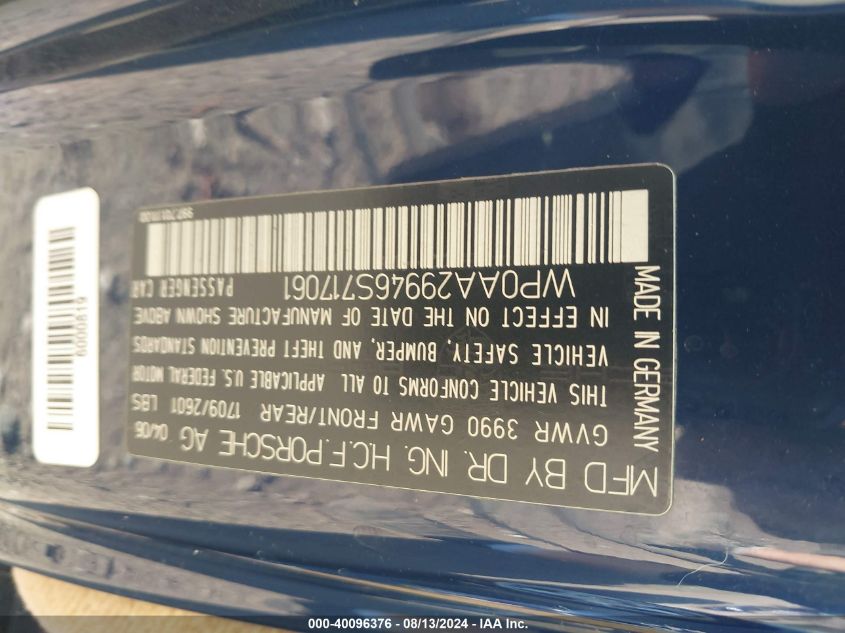 MFD BY DR. ING. H.C.F.PORSCHE AG 04/06
GVWR 3990 GAWR FRONT/REAR 1709/2601 LBS
THIS VEHICLE CONFORMS TO ALL APPLICABLE U.S. FEDERAL MOTOR
VEHICLE SAFETY, BUMPER, AND THEFT PREVENTION STANDARDS
IN EFFECT ON THE DATE OF MANUFACTURE SHOWN ABOVE
WP0AA29946S717061 PASSENGER CAR
MADE IN GERMANY
6000619
000-40096376 - 08/13/2024 - IAA Inc.